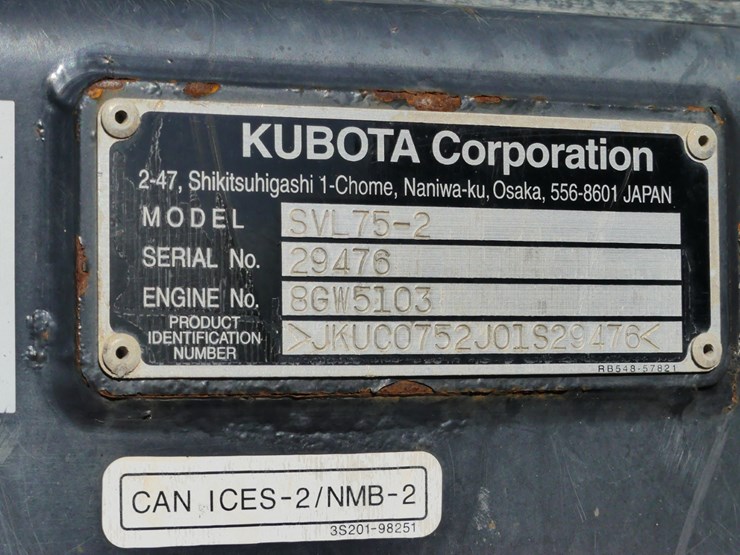 KUBOTA Corporation
2-47, Shikitsuhigashi 1-Chome, Naniwa-ku, Osaka, 556-8601 JAPAN
MODEL SVL75-2
SERIAL No. 29476
ENGINE No. 8GW5103
PRODUCT IDENTIFICATION NUMBER >JKUC0752J01S29476<
RB548-57821
CAN ICES-2/NMB-2
3S201-98251